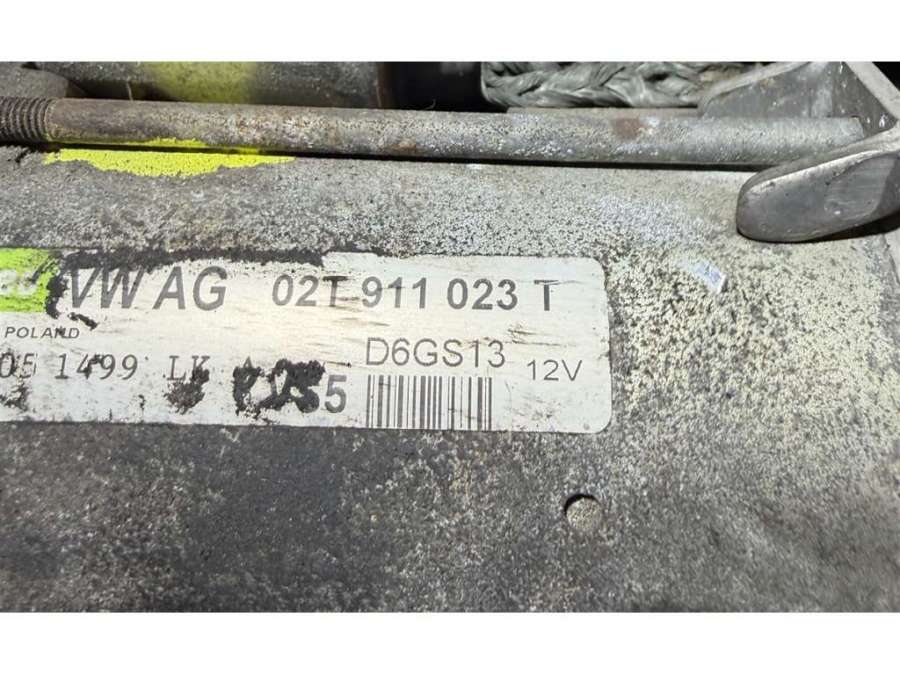 VW AG 02T 911 023 T
POLAND
D6GS13 12V
05 1499 LK